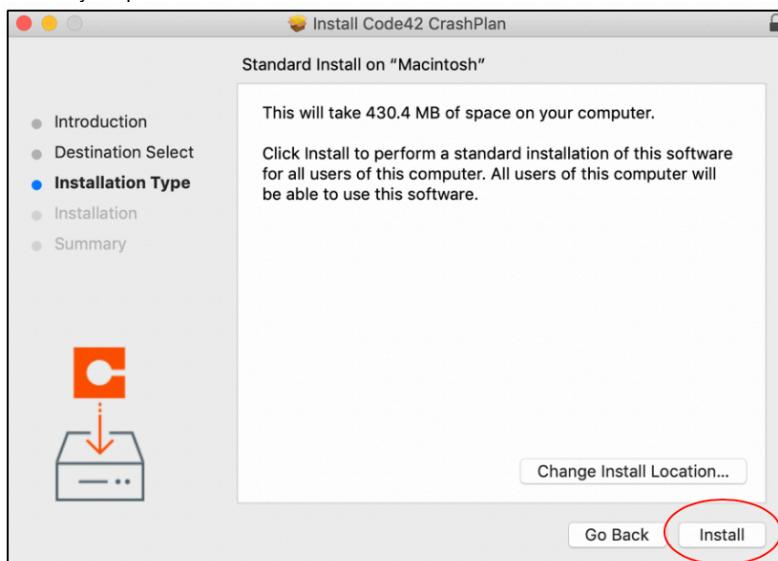 Install Code42 CrashPlan
Standard Install on “Macintosh”
Introduction
Destination Select
Installation Type
Installation
Summary
This will take 430.4 MB of space on your computer.
Click Install to perform a standard installation of this software
for all users of this computer. All users of this computer will
be able to use this software.
Change Install Location...
Go Back
Install